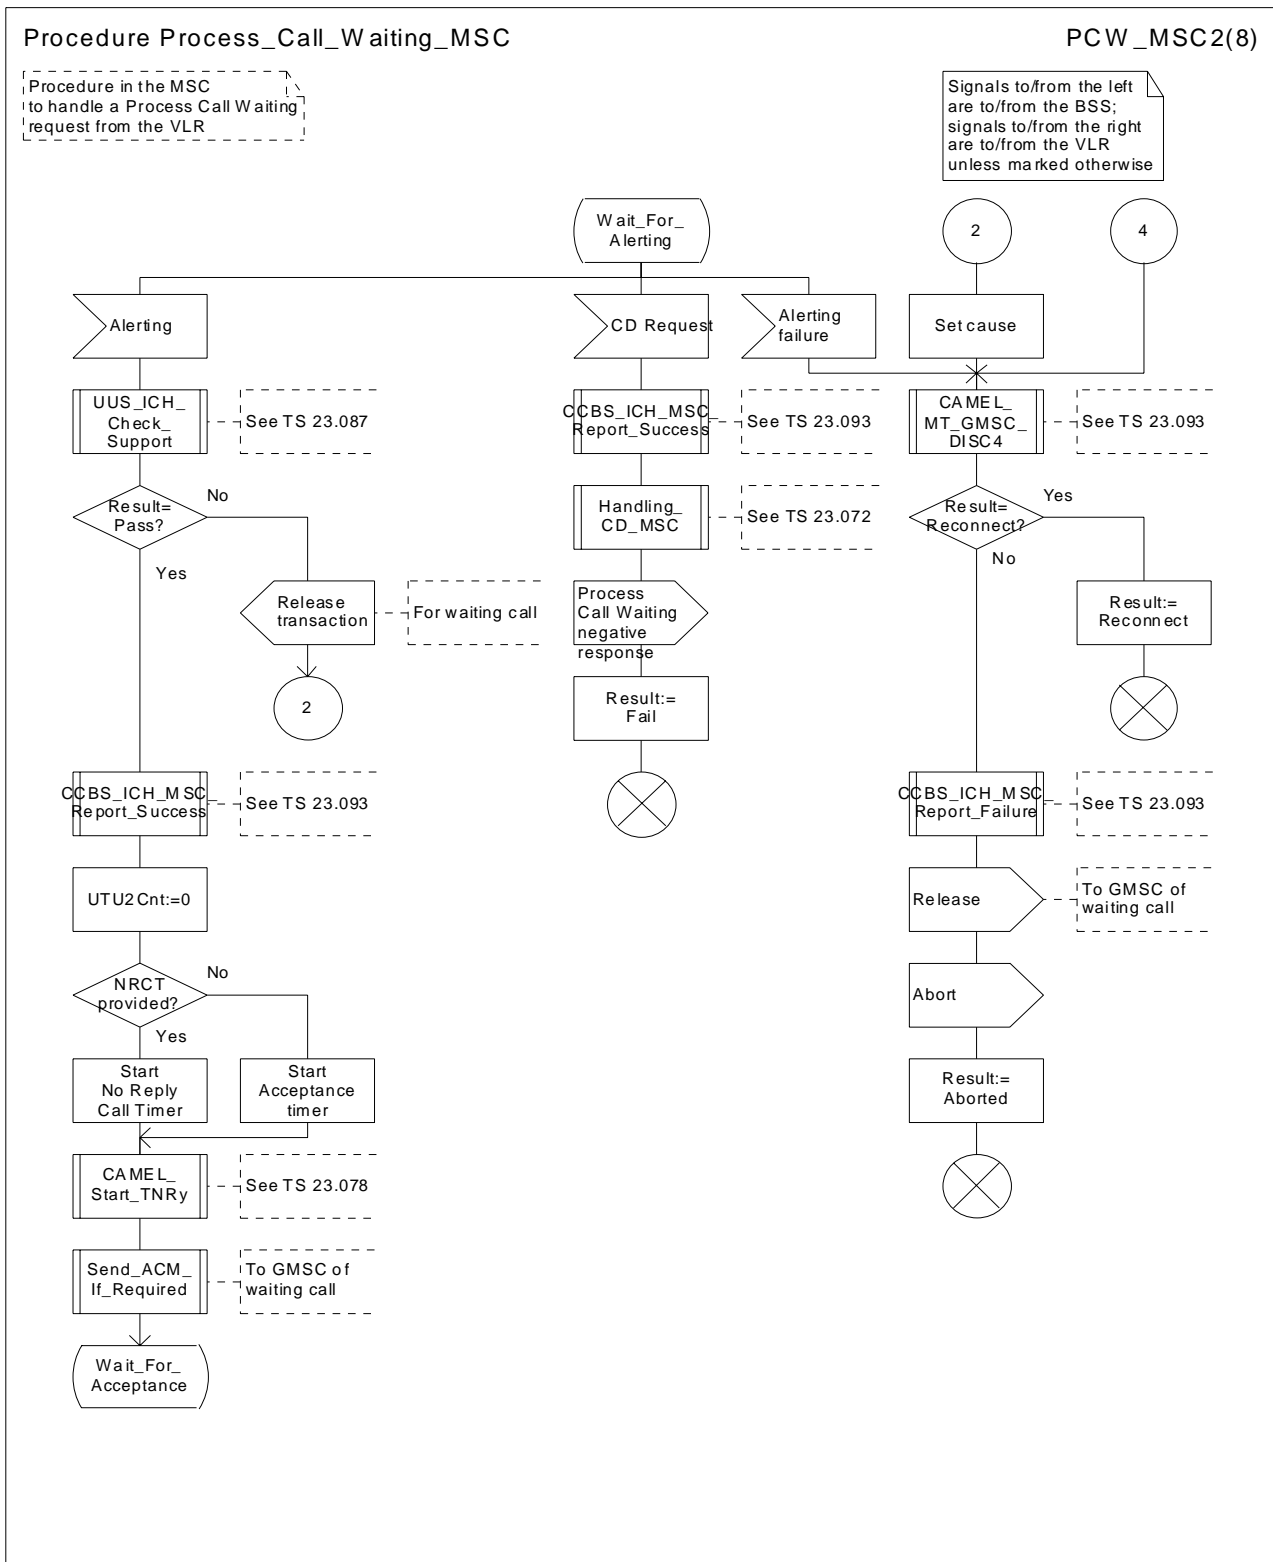 Procedure Process_Call_Waiting_MSC
PCW_MSC2(8)
Procedure in the MSC
to handle a Process Call Waiting
request from the VLR
Signals to/from the left
are to/from the BSS;
signals to/from the right
are to/from the VLR
unless marked otherwise
Wait_For_
Alerting
2
4
Alerting
CD Request
Alerting
failure
Set cause
UUS_ICH_
Check_
Support
See TS 23.087
CCBS_ICH_MSC_
Report_Success
See TS 23.093
CAMEL_
MT_GMSC_
DISC4
See TS 23.093
Result=
Pass?
No
Yes
Handling_
CD_MSC
See TS 23.072
Result=
Reconnect?
Yes
No
Release
transaction
For waiting call
Process
Call Waiting
negative
response
Result:=
Reconnect
2
Result:=
Fail
CCBS_ICH_MSC_
Report_Success
See TS 23.093
CCBS_ICH_MSC_
Report_Failure
See TS 23.093
UTU2Cnt:=0
Release
To GMSC of
waiting call
NRCT
provided?
No
Yes
Abort
Start
No Reply
Call Timer
Start
Acceptance
timer
Result:=
Aborted
CAMEL_
Start_TNRy
See TS 23.078
Send_ACM_
If_Required
To GMSC of
waiting call
Wait_For_
Acceptance